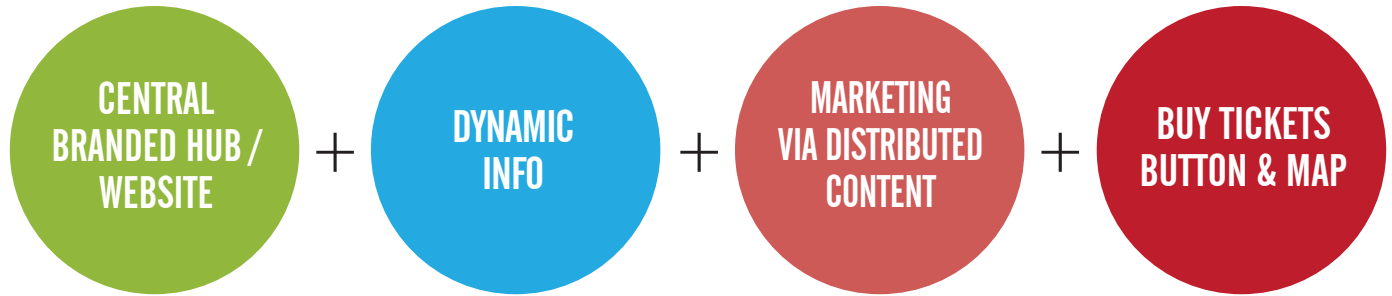 CENTRAL
BRANDED HUB /
WEBSITE
+
DYNAMIC
INFO
+
MARKETING
VIA DISTRIBUTED
CONTENT
+
BUY TICKETS
BUTTON & MAP